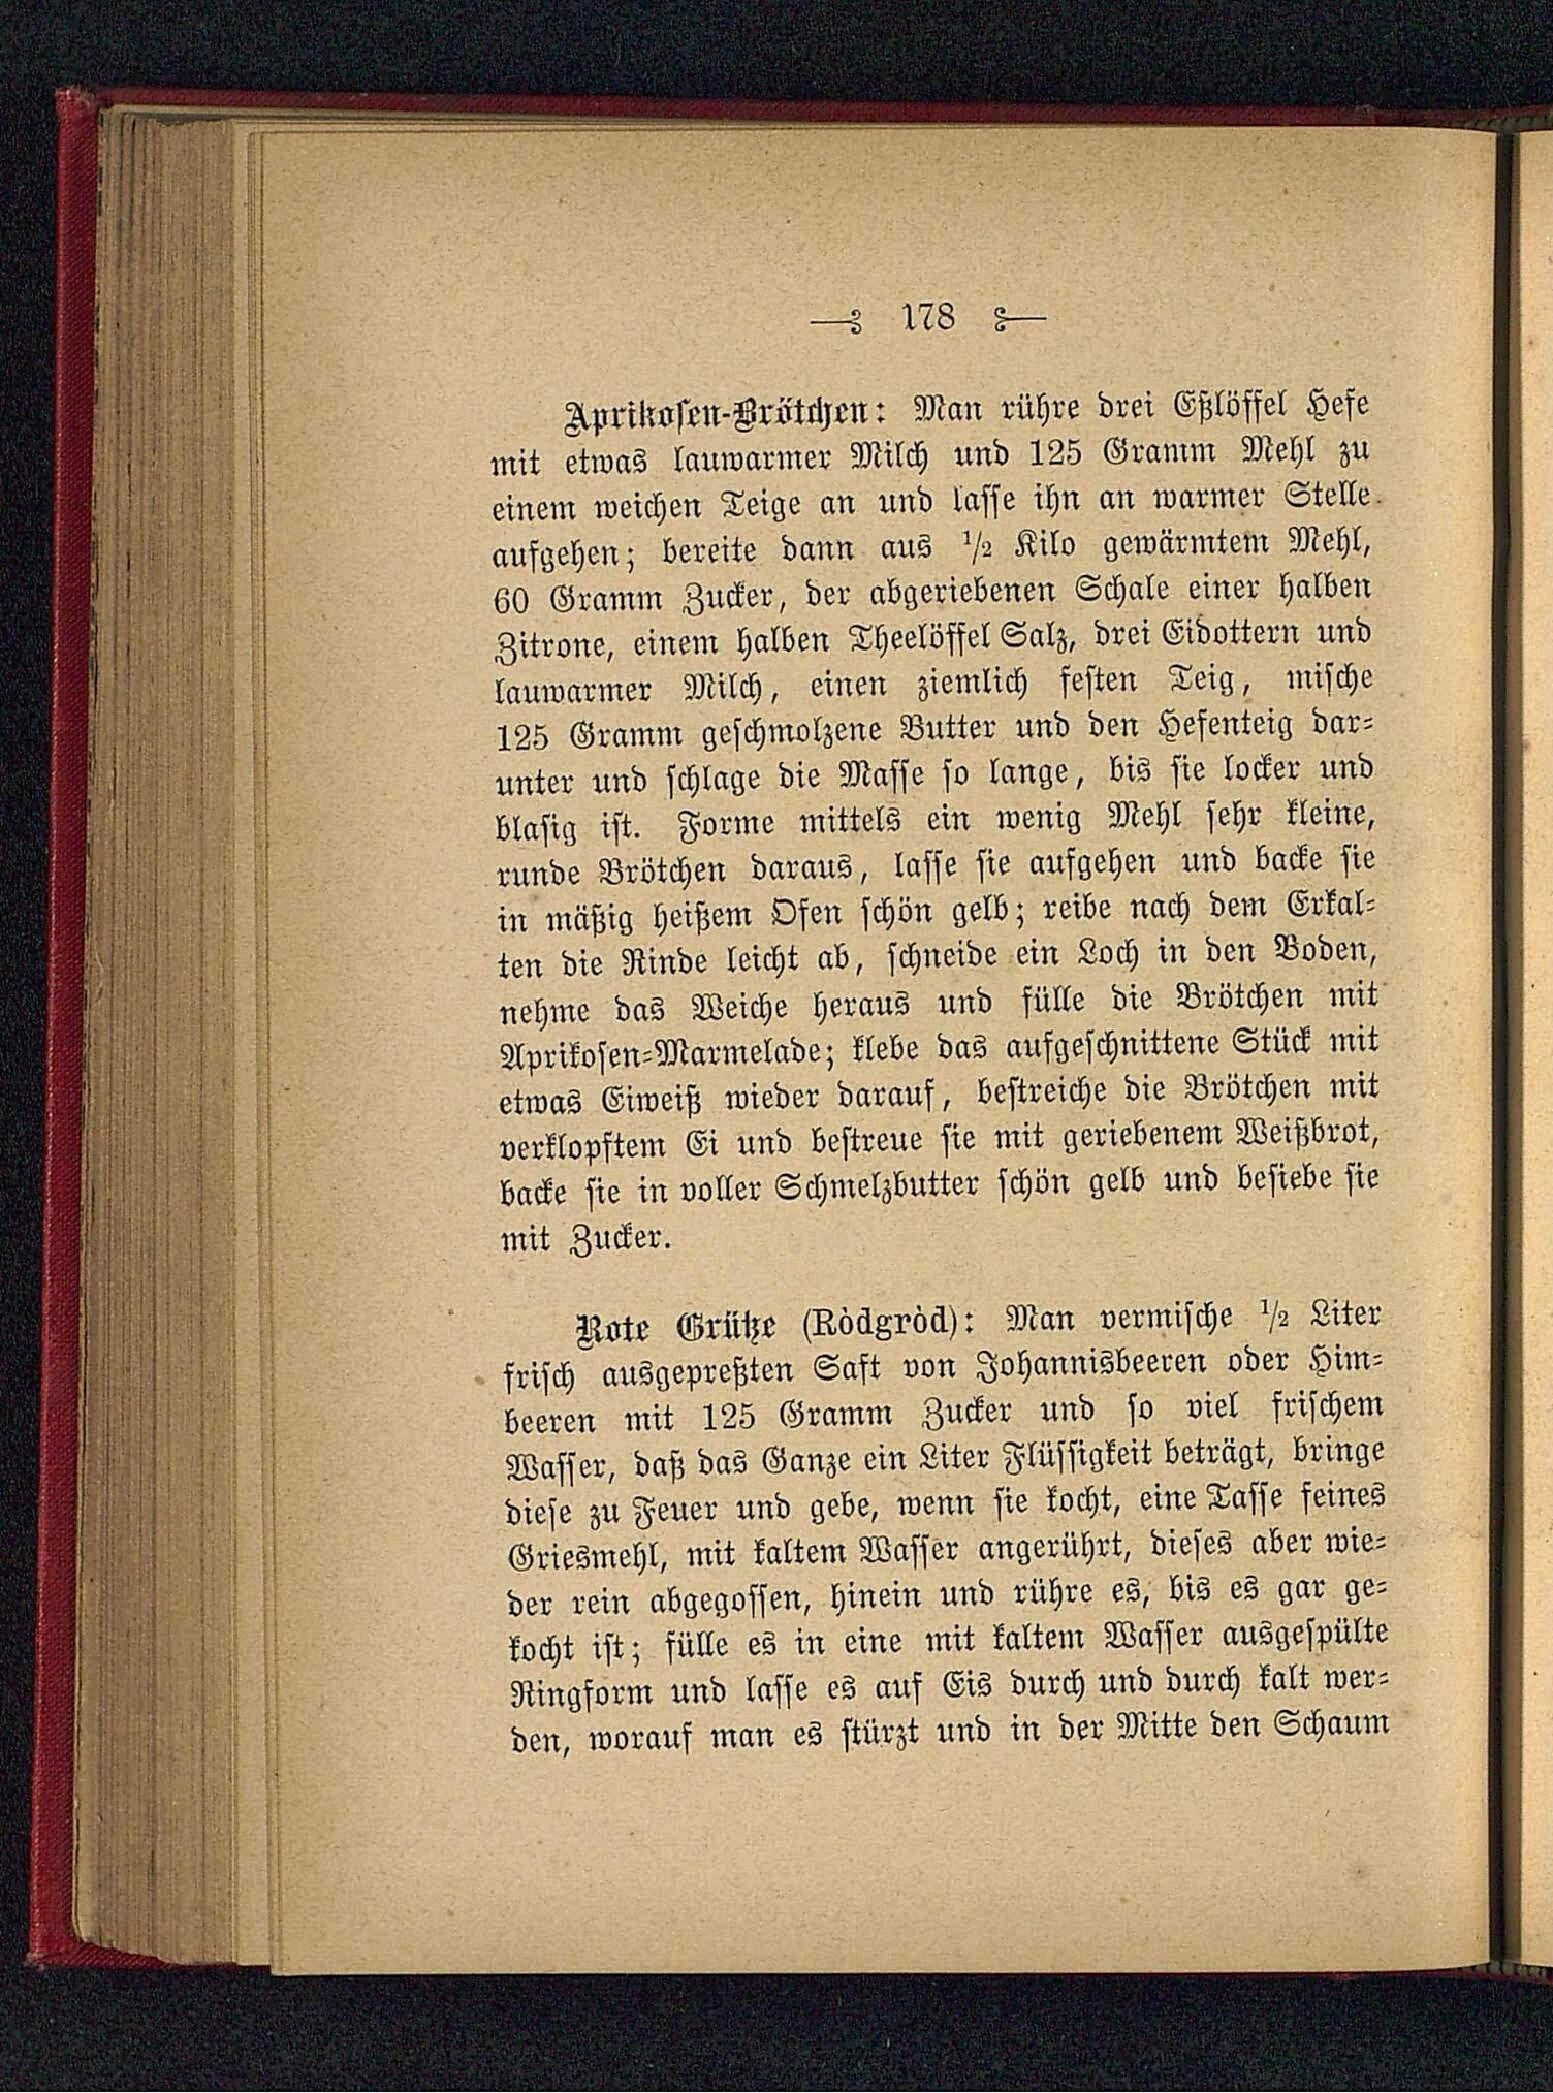 178
Aprikosen-Brötchen: Man rühre drei Eßlöffel Hefe
mit etwas lauwarmer Milch und 125 Gramm Mehl zu
einem weichen Teige an und lasse ihn an warmer Stelle
aufgehen; bereite dann aus 1/2 Kilo gewärmtem Mehl,
60 Gramm Zucker, der abgeriebenen Schale einer halben
Zitrone, einem halben Theelöffel Salz, drei Eidottern und
lauwarmer Milch, einen ziemlich festen Teig, mische
125 Gramm geschmolzene Butter und den Hefenteig dar-
unter und schlage die Masse so lange, bis sie locker und
blasig ist. Forme mittels ein wenig Mehl sehr kleine,
runde Brötchen daraus, lasse sie aufgehen und backe sie
in mäßig heißem Ofen schön gelb; reibe nach dem Erkal-
ten die Rinde leicht ab, schneide ein Loch in den Boden,
nehme das Weiche heraus und fülle die Brötchen mit
Aprikosen-Marmelade; klebe das aufgeschnittene Stück mit
etwas Eiweiß wieder darauf, bestreiche die Brötchen mit
verklopftem Ei und bestreue sie mit geriebenem Weißbrot,
backe sie in voller Schmelzbutter schön gelb und besiebe sie
mit Zucker.
Rote Grütze (Ròdgròd): Man vermische 1/2 Liter
frisch ausgepreßten Saft von Johannisbeeren oder Him-
beeren mit 125 Gramm Zucker und so viel frischem
Wasser, daß das Ganze ein Liter Flüssigkeit beträgt, bringe
diese zu Feuer und gebe, wenn sie kocht, eine Tasse feines
Griesmehl, mit kaltem Wasser angerührt, dieses aber wie-
der rein abgegossen, hinein und rühre es, bis es gar ge-
kocht ist; fülle es in eine mit kaltem Wasser ausgespülte
Ringform und lasse es auf Eis durch und durch kalt wer-
den, worauf man es stürzt und in der Mitte den Schaum